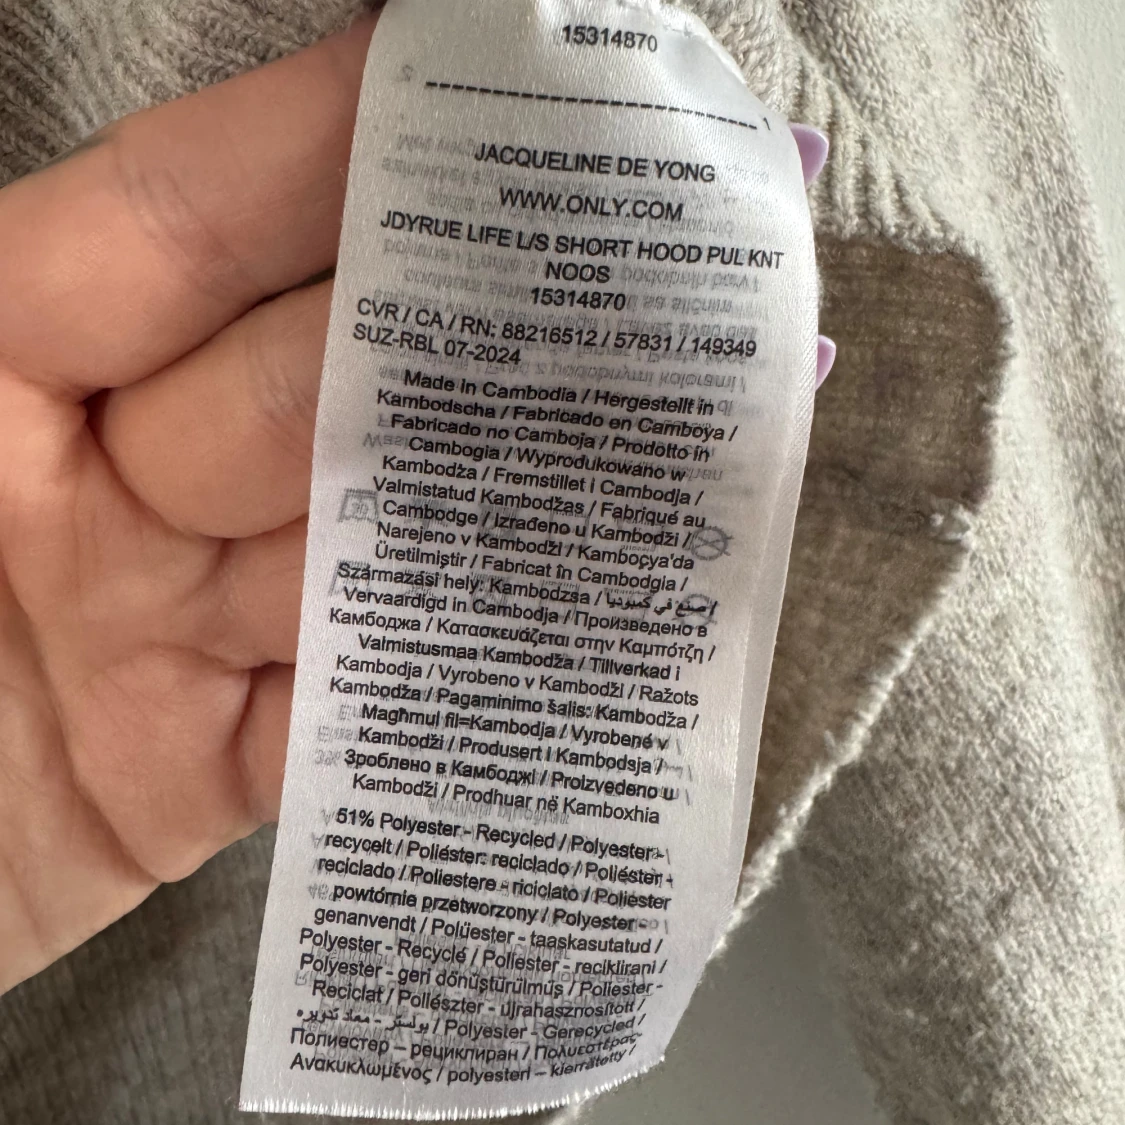 15314870
1
JACQUELINE DE YONG
WWW.ONLY.COM
JDYRUE LIFE L/S SHORT HOOD PUL KNT
NOOS
15314870
CVR / CA / RN: 88216512 / 57831 / 149349
SUZ-RBL 07-2024
Made in Cambodia / Hergestellt in
Kambodscha / Fabricado en Camboya /
Fabricado no Camboja / Prodotto in
Cambogia / Wyprodukowano w
Kambodża / Fremstillet i Cambodja /
Valmistatud Kambodžas / Fabriqué au
Cambodge / Izrađeno u Kambodži /
Narejeno v Kambodži / Kamboçya'da
Üretilmiştir / Fabricat în Cambodgia /
Származási hely: Kambodzsa / صنع في كمبوديا /
Vervaardigd in Cambodja / Произведено в
Камбоджа / Κατασκευάζεται στην Καμπότζη /
Valmistusmaa Kambodža / Tillverkad i
Kambodja / Vyrobeno v Kambodži / Ražots
Kambodža / Pagaminimo šalis: Kambodža /
Magħmul fil=Kambodja / Vyrobené v
Kambodži / Produsert i Kambodsja /
Зроблено в Камбоджі / Proizvedeno u
Kambodži / Prodhuar në Kamboxhia
51% Polyester - Recycled / Polyester -
recycelt / Poliéster: reciclado / Poliéster -
reciclado / Poliestere - riciclato / Poliester
powtórnie przetworzony / Polyester -
genanvendt / Polüester - taaskasutatud /
Polyester - Recyclé / Poliester - reciklirani /
Polyester - geri dönüştürülmüş / Poliester -
Reciclat / Poliészter - újrahasznosított /
بوليستر - معاد تدويره / Polyester - Gerecycled /
Полиестер – рециклиран / Πολυεστέρας-
Ανακυκλωμένος / polyesteri – kierrätetty /